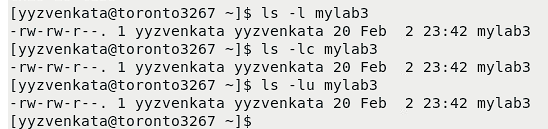 [yyzvenkata@toronto3267 ~]$ ls -l mylab3
-rw-rw-r--. 1 yyzvenkata yyzvenkata 20 Feb  2 23:42 mylab3
[yyzvenkata@toronto3267 ~]$ ls -lc mylab3
-rw-rw-r--. 1 yyzvenkata yyzvenkata 20 Feb  2 23:42 mylab3
[yyzvenkata@toronto3267 ~]$ ls -lu mylab3
-rw-rw-r--. 1 yyzvenkata yyzvenkata 20 Feb  2 23:42 mylab3
[yyzvenkata@toronto3267 ~]$